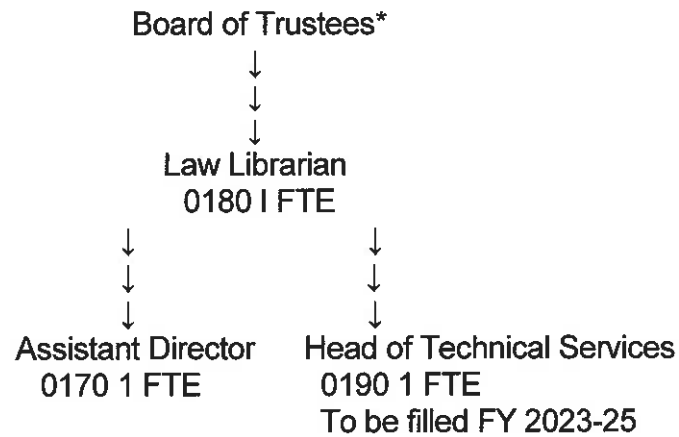 Board of Trustees*
↓
↓
↓
Law Librarian
0180 I FTE
↓ ↓
↓ ↓
↓ ↓
Assistant Director Head of Technical Services
0170 1 FTE 0190 1 FTE
To be filled FY 2023-25